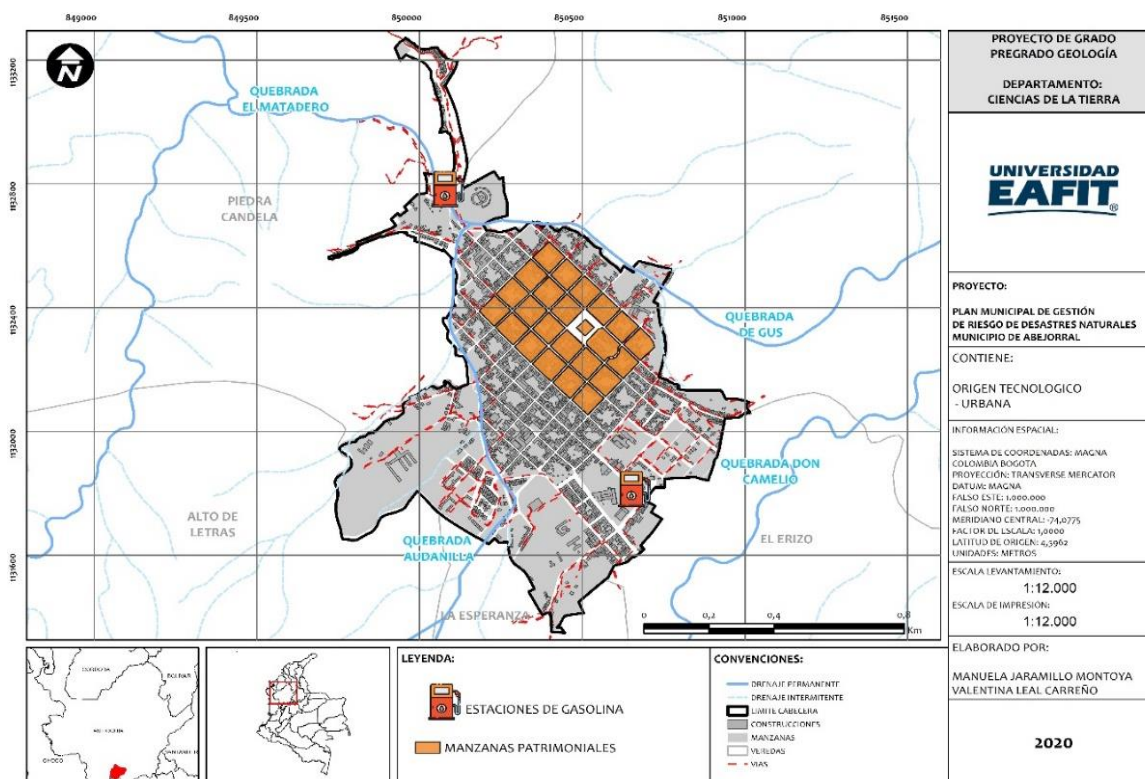 849000
849500
850000
850500
851000
851500
1133200
1132800
1132400
1132000
1131600
N
QUEBRADA
EL MATADERO
PIEDRA
CANDELA
QUEBRADA
DE GUS
QUEBRADA DON
CAMELIO
ALTO DE
LETRAS
QUEBRADA
AUDANILLA
EL ERIZO
LA ESPERANZA
0
0,2
0,4
0,8
Km
PROYECTO DE GRADO
PREGRADO GEOLOGÍA
DEPARTAMENTO:
CIENCIAS DE LA TIERRA
UNIVERSIDAD
EAFIT®
PROYECTO:
PLAN MUNICIPAL DE GESTIÓN
DE RIESGO DE DESASTRES NATURALES
MUNICIPIO DE ABEJORRAL
CONTIENE:
ORIGEN TECNOLOGICO
- URBANA
INFORMACIÓN ESPACIAL:
SISTEMA DE COORDENADAS: MAGNA
COLOMBIA BOGOTA
PROYECCIÓN: TRANSVERSE MERCATOR
DATUM: MAGNA
FALSO ESTE: 1.000.000
FALSO NORTE: 1.000.000
MERIDIANO CENTRAL: -74,0775
FACTOR DE ESCALA: 1,0000
LATITUD DE ORIGEN: 4,5962
UNIDADES: METROS
ESCALA LEVANTAMIENTO:
1:12.000
ESCALA DE IMPRESIÓN:
1:12.000
ELABORADO POR:
MANUELA JARAMILLO MONTOYA
VALENTINA LEAL CARREÑO
2020
CORDOBA
BOLIVAR
ANTIOQUIA
SANTANDER
CHOCO
LEYENDA:
ESTACIONES DE GASOLINA
MANZANAS PATRIMONIALES
CONVENCIONES:
DRENAJE PERMANENTE
DRENAJE INTERMITENTE
LIMITE CABECERA
CONSTRUCCIONES
MANZANAS
VEREDAS
VIAS